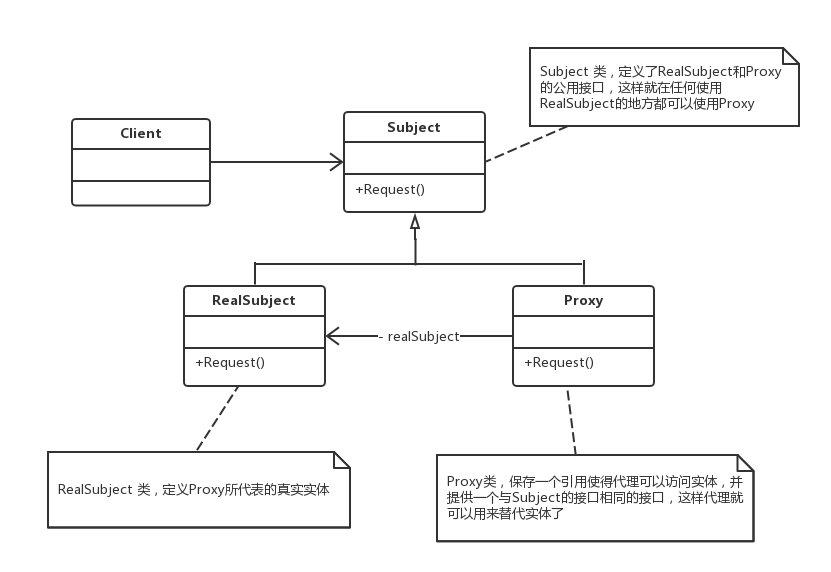 Subject 类，定义了RealSubject和Proxy
的公用接口，这样就在任何使用
RealSubject的地方都可以使用Proxy
Client
Subject
+Request()
RealSubject
+Request()
- realSubject
Proxy
+Request()
RealSubject 类，定义Proxy所代表的真实实体
Proxy类，保存一个引用使得代理可以访问实体，并
提供一个与Subject的接口相同的接口，这样代理就
可以用来替代实体了